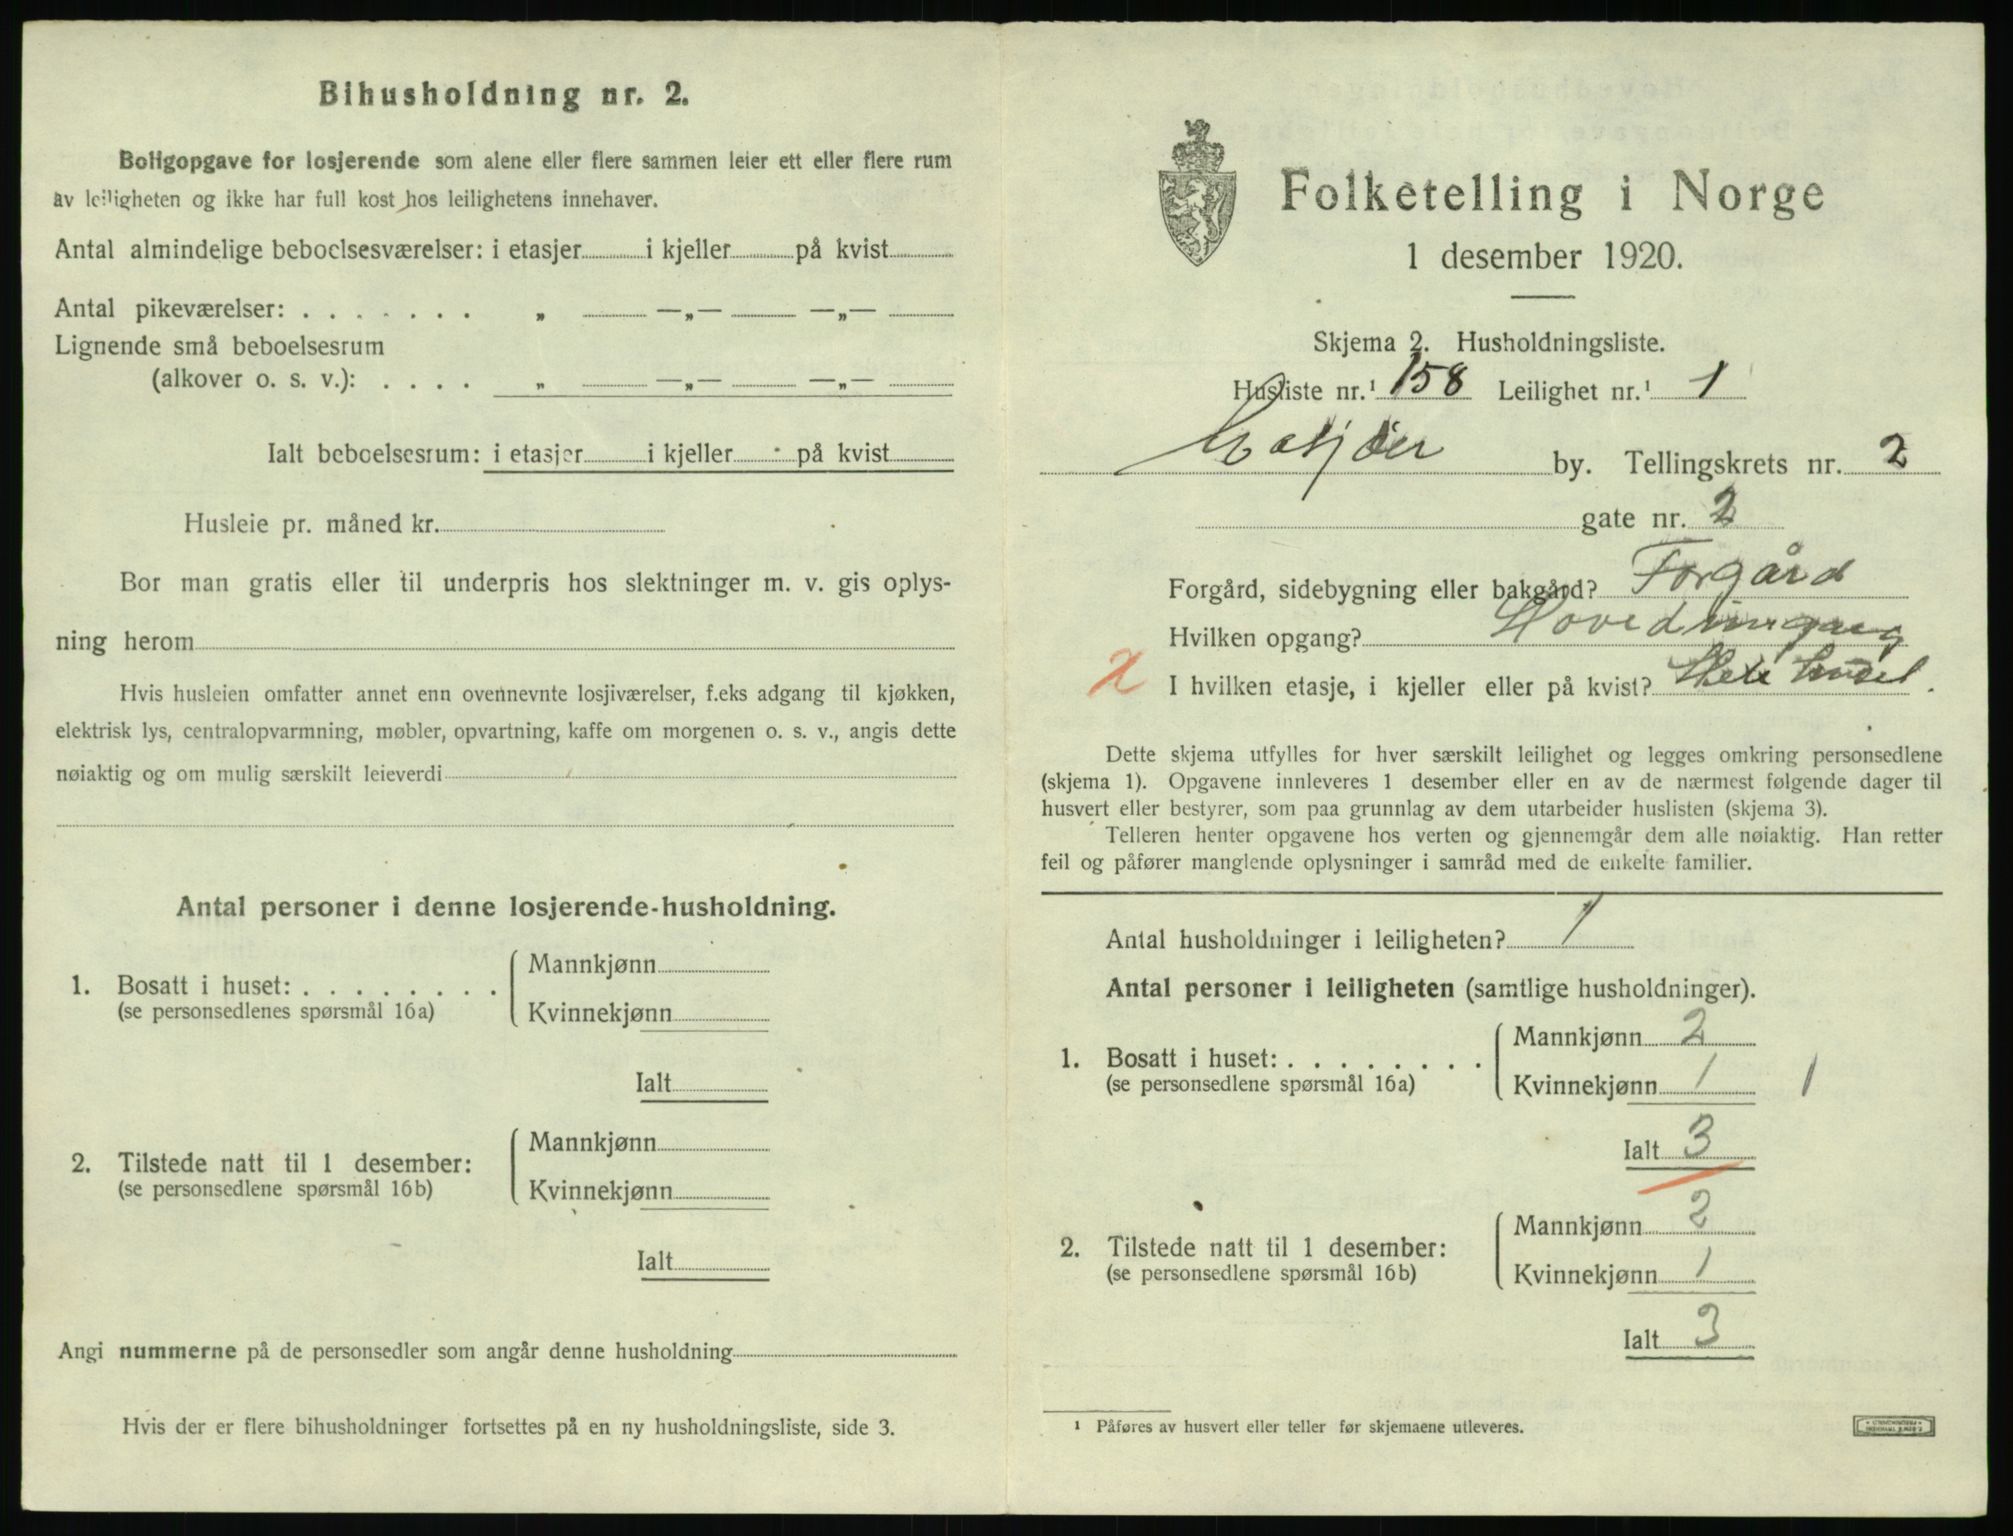 Bihusholdning nr. 2.
Boligopgave for losjerende som alene eller flere sammen leier ett eller flere rum
av leiligheten og ikke har full kost hos leilighetens innehaver.
Antal almindelige beboelsesværelser: i etasjer i kjeller på kvist
Antal pikeværelser: . . . . . . . „ —„— —„—
Lignende små beboelsesrum
(alkover o. s. v.): . . . . „ —„— —„—
Ialt beboelsesrum: i etasjer i kjeller på kvist
Husleie pr. måned kr.
Bor man gratis eller til underpris hos slektninger m. v. gis oplys-
ning herom
Hvis husleien omfatter annet enn ovennevnte losjiværelser, f.eks adgang til kjøkken,
elektrisk lys, centralopvarmning, møbler, opvartning, kaffe om morgenen o. s. v., angis dette
nøiaktig og om mulig særskilt leieverdi
Antal personer i denne losjerende-husholdning.
1. Bosatt i huset: . . . . . . . .
(se personsedlenes spørsmål 16a)
Mannkjønn
Kvinnekjønn
Ialt
2. Tilstede natt til 1 desember:
(se personsedlene spørsmål 16b)
Mannkjønn
Kvinnekjønn
Ialt
Angi nummerne på de personsedler som angår denne husholdning
Hvis der er flere bihusholdninger fortsettes på en ny husholdningsliste, side 3.
Folketelling i Norge
1 desember 1920.
Skjema 2. Husholdningsliste.
Husliste nr.¹ 158 Leilighet nr.¹ 1
by. Tellingskrets nr. 2
gate nr. 2
Forgård, sidebygning eller bakgård? Forgård
Hvilken opgang? Hovedinngang
I hvilken etasje, i kjeller eller på kvist?
Dette skjema utfylles for hver særskilt leilighet og legges omkring personsedlene
(skjema 1). Opgavene innleveres 1 desember eller en av de nærmest følgende dager til
husvert eller bestyrer, som paa grunnlag av dem utarbeider huslisten (skjema 3).
Telleren henter opgavene hos verten og gjennemgår dem alle nøiaktig. Han retter
feil og påfører manglende oplysninger i samråd med de enkelte familier.
Antal husholdninger i leiligheten? 1
Antal personer i leiligheten (samtlige husholdninger).
1. Bosatt i huset: . . . . . . . .
(se personsedlene spørsmål 16a)
Mannkjønn 2
Kvinnekjønn 1 1
Ialt 3
2. Tilstede natt til 1 desember:
(se personsedlene spørsmål 16b)
Mannkjønn 2
Kvinnekjønn 1
Ialt 3
¹ Påføres av husvert eller teller før skjemaene utleveres.